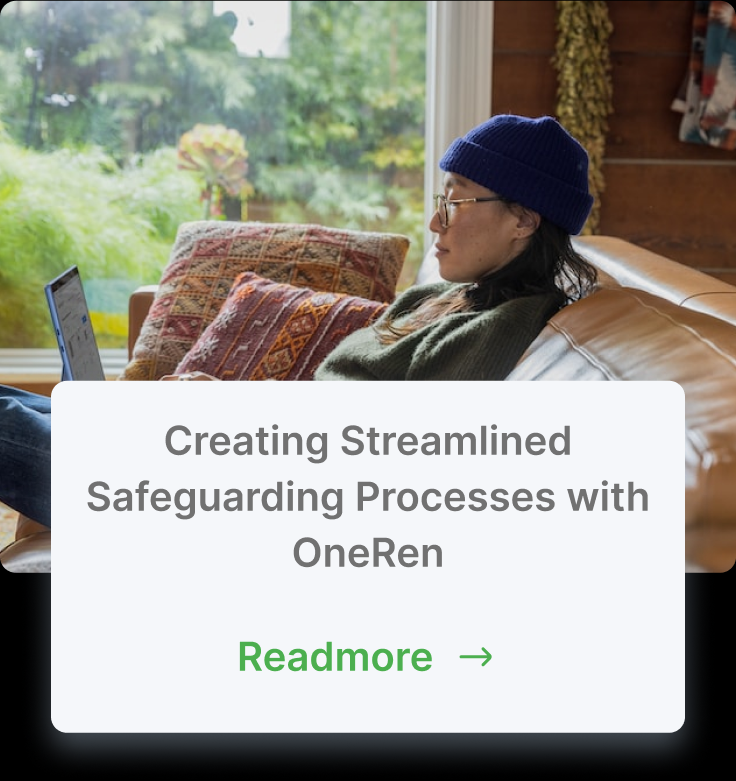 Creating Streamlined
Safeguarding Processes with
OneRen
Readmore →